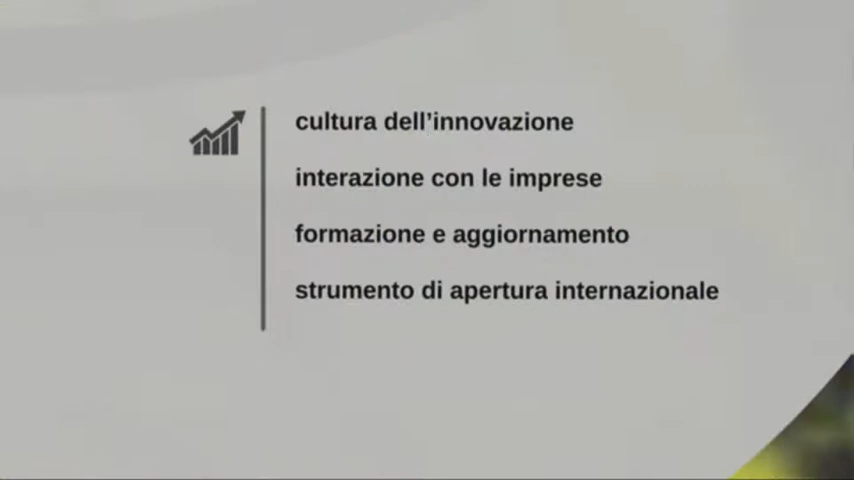 cultura dell’innovazione
interazione con le imprese
formazione e aggiornamento
strumento di apertura internazionale